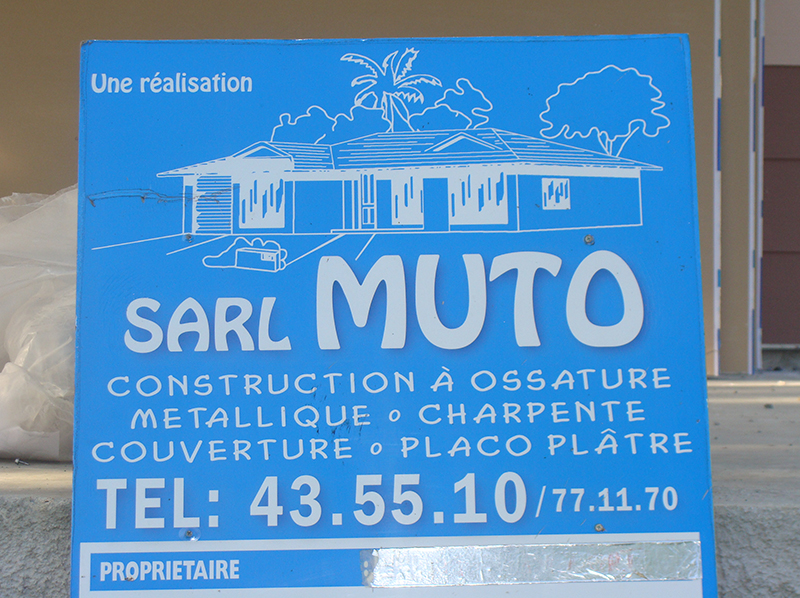 Une réalisation
SARL MUTO
CONSTRUCTION À OSSATURE
METALLIQUE o CHARPENTE
COUVERTURE o PLACO PLÂTRE
TEL: 43.55.10 / 77.11.70
PROPRIETAIRE